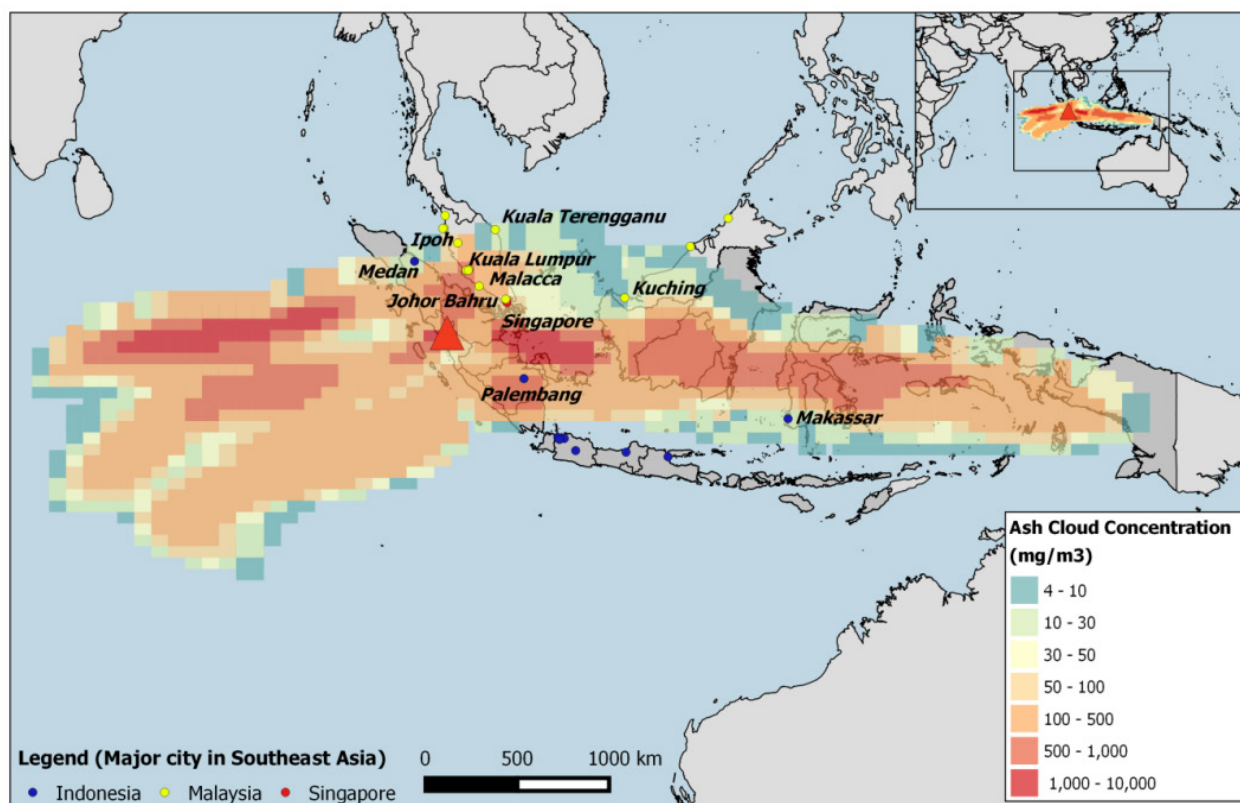 Kuala Terengganu
Ipoh
Medan
Kuala Lumpur
Malacca
Johor Bahru
Kuching
Singapore
Palembang
Makassar
Ash Cloud Concentration
(mg/m3)
4 - 10
10 - 30
30 - 50
50 - 100
100 - 500
500 - 1,000
1,000 - 10,000
Legend (Major city in Southeast Asia)
Indonesia Malaysia Singapore
0 500 1000 km